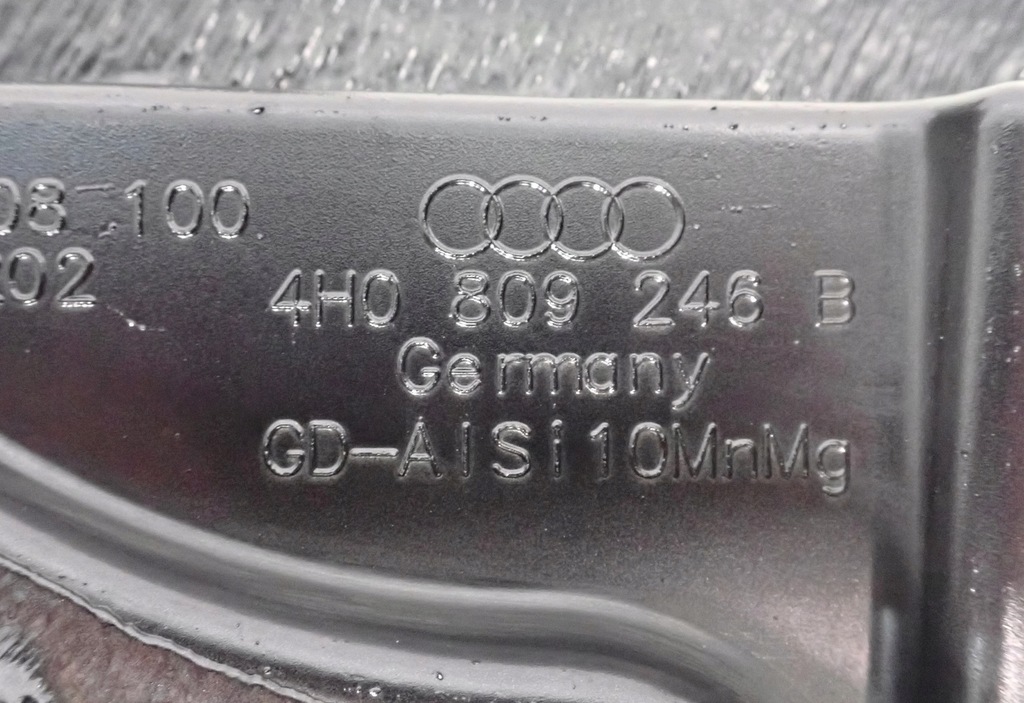 08-100
202
4H0 809 246 B
Germany
GD-AlSi10MnMg